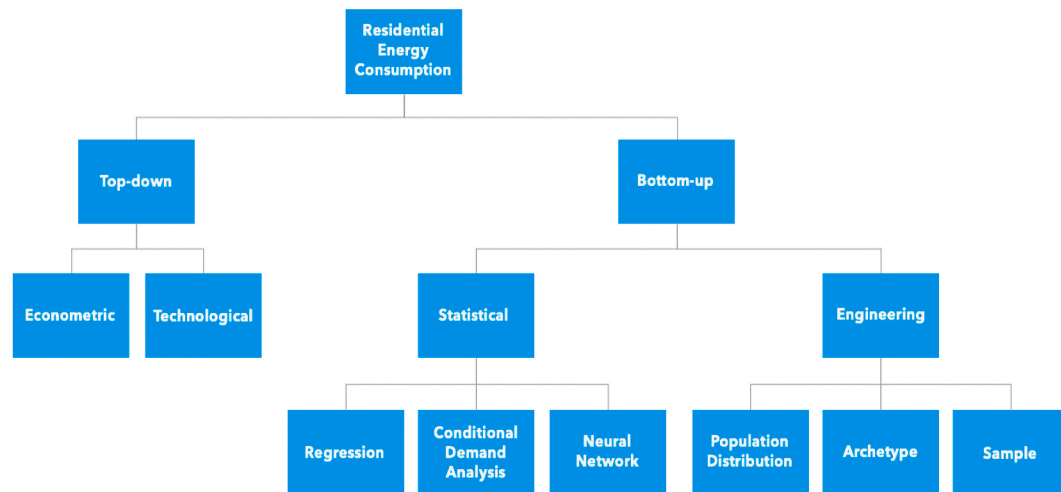 Residential
Energy
Consumption
Top-down
Bottom-up
Econometric
Technological
Statistical
Engineering
Regression
Conditional
Demand
Analysis
Neural
Network
Population
Distribution
Archetype
Sample